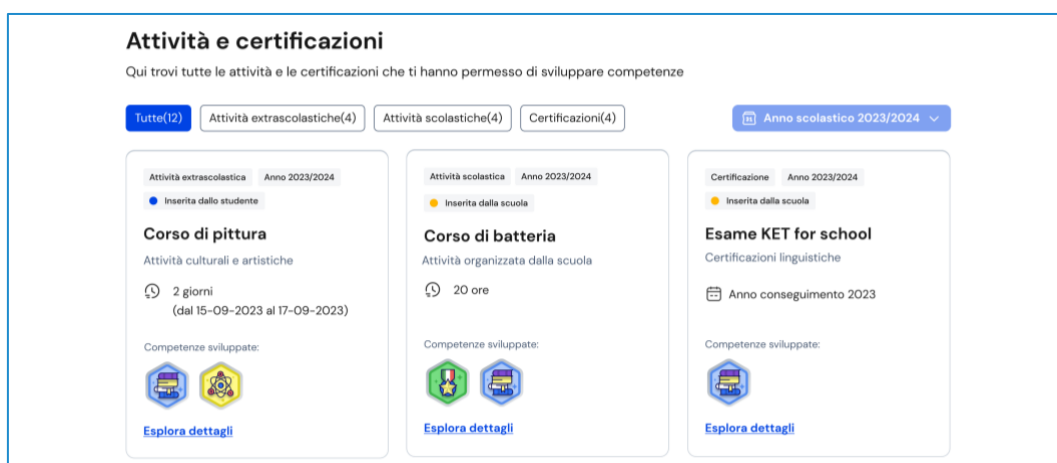 Attività e certificazioni
Qui trovi tutte le attività e le certificazioni che ti hanno permesso di sviluppare competenze
Tutte(12) Attività extrascolastiche(4) Attività scolastiche(4) Certificazioni(4) Anno scolastico 2023/2024
Attività extrascolastica Anno 2023/2024
Inserita dallo studente
Corso di pittura
Attività culturali e artistiche
2 giorni
(dal 15-09-2023 al 17-09-2023)
Competenze sviluppate:
Esplora dettagli
Attività scolastica Anno 2023/2024
Inserita dalla scuola
Corso di batteria
Attività organizzata dalla scuola
20 ore
Competenze sviluppate:
Esplora dettagli
Certificazione Anno 2023/2024
Inserita dalla scuola
Esame KET for school
Certificazioni linguistiche
Anno conseguimento 2023
Competenze sviluppate:
Esplora dettagli